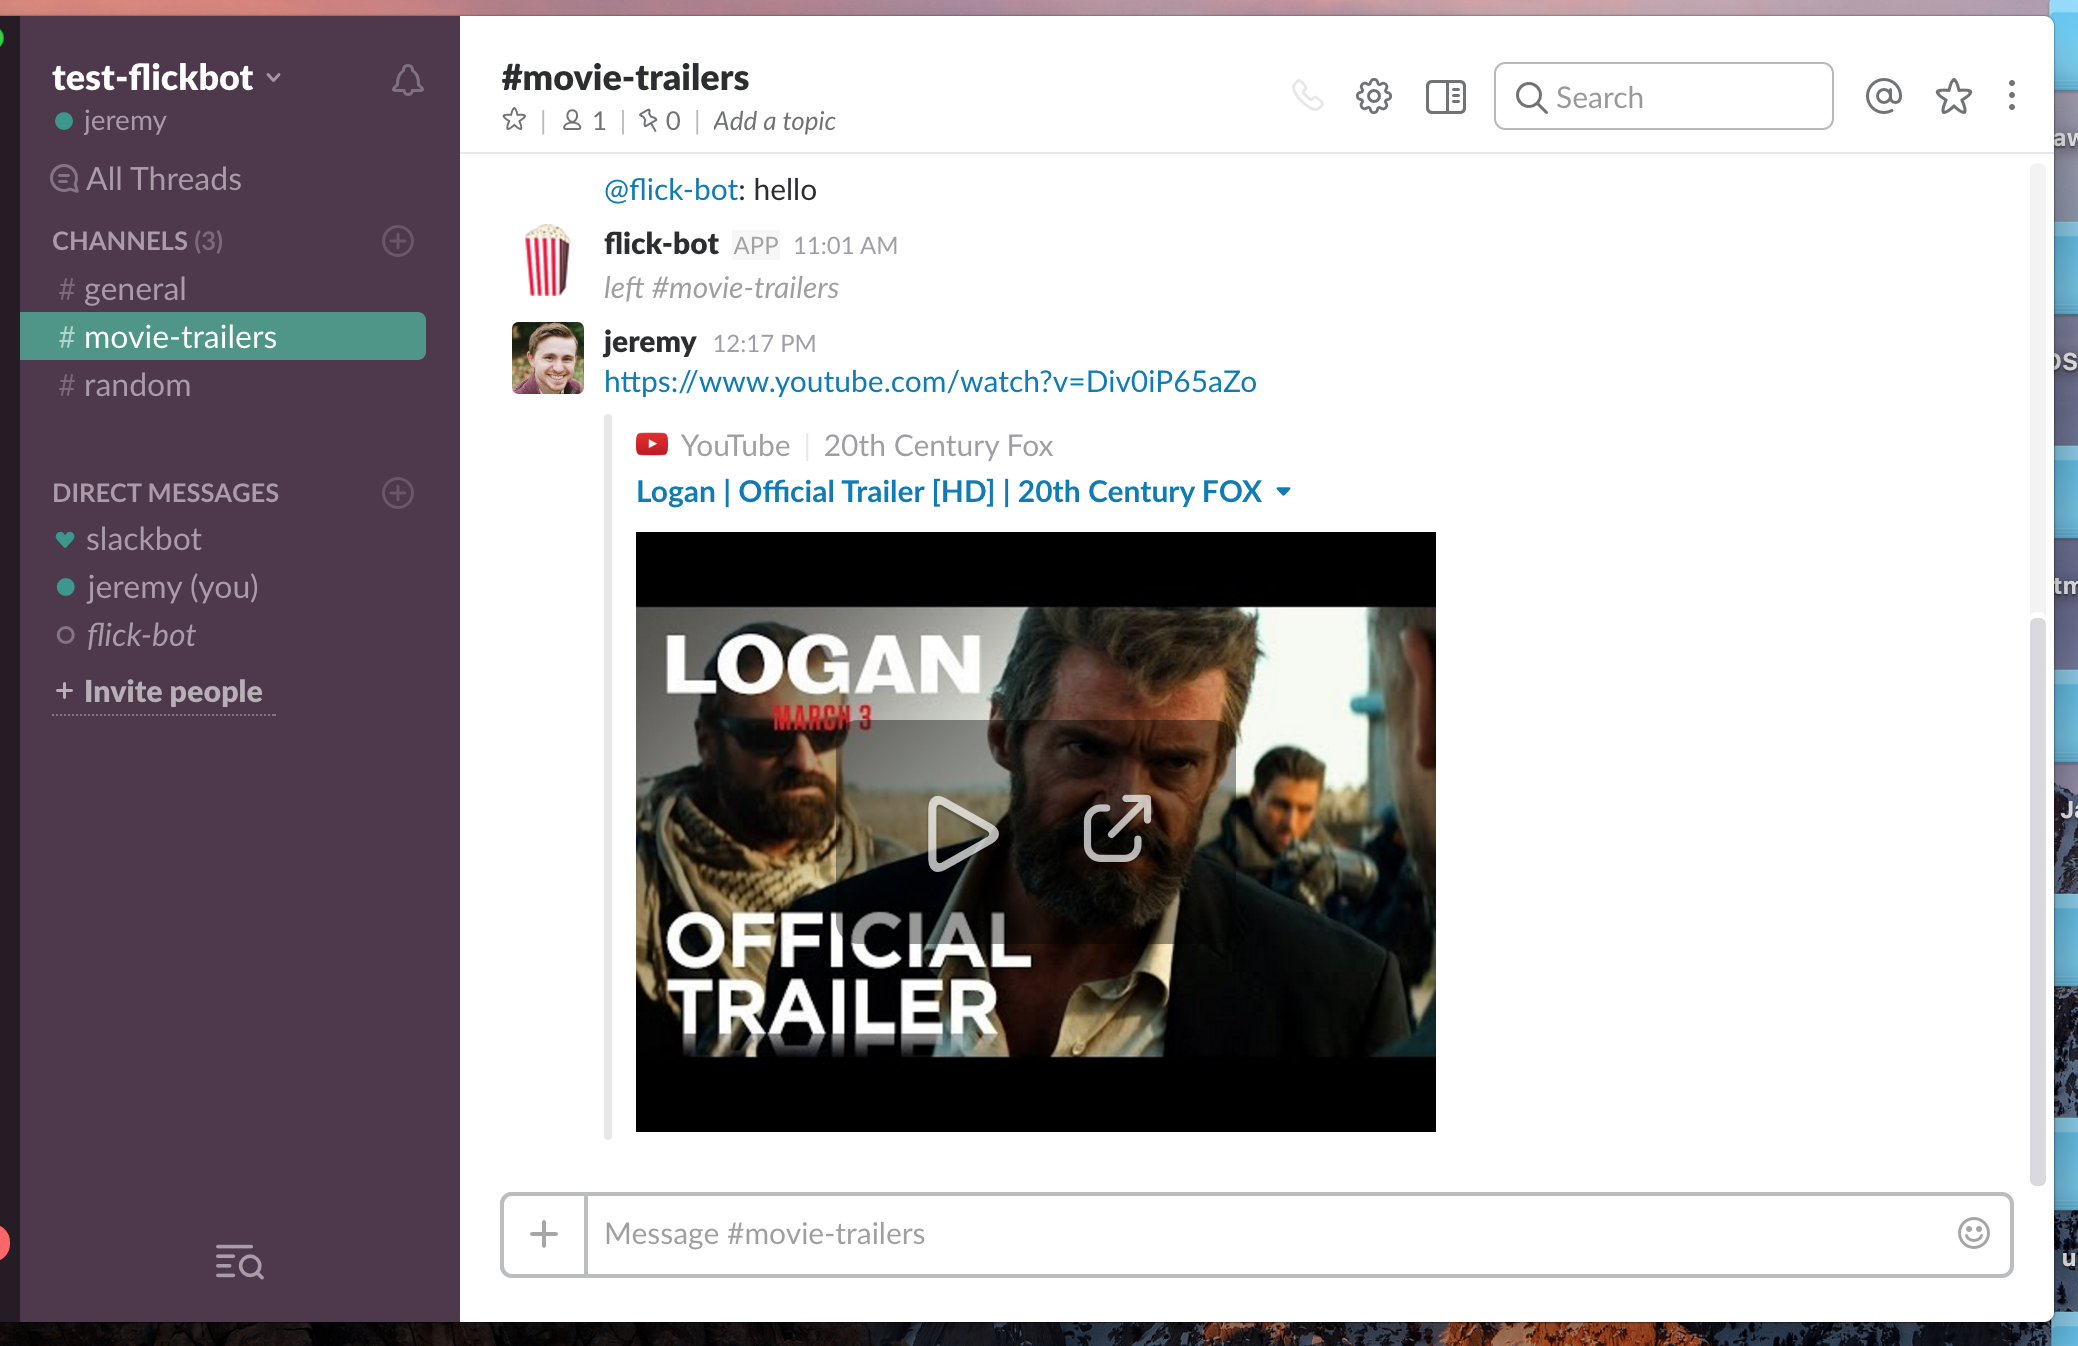 test-flickbot
jeremy
All Threads
CHANNELS (3)
# general
# movie-trailers
# random
DIRECT MESSAGES
slackbot
jeremy (you)
flick-bot
+ Invite people
#movie-trailers
1 | 0 | Add a topic
Search
@flick-bot: hello
flick-bot APP 11:01 AM
left #movie-trailers
jeremy 12:17 PM
https://www.youtube.com/watch?v=Div0iP65aZo
YouTube | 20th Century Fox
Logan | Official Trailer [HD] | 20th Century FOX
LOGAN
MARCH 3
OFFICIAL
TRAILER
Message #movie-trailers